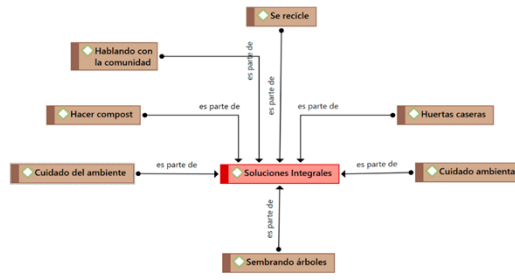 Se recicle
Hablando con
la comunidad
es parte de
es parte de
Hacer compost
es parte de
es parte de
Huertas caseras
Cuidado del ambiente
es parte de
Soluciones Integrales
es parte de
Cuidado ambienta
es parte de
Sembrando árboles